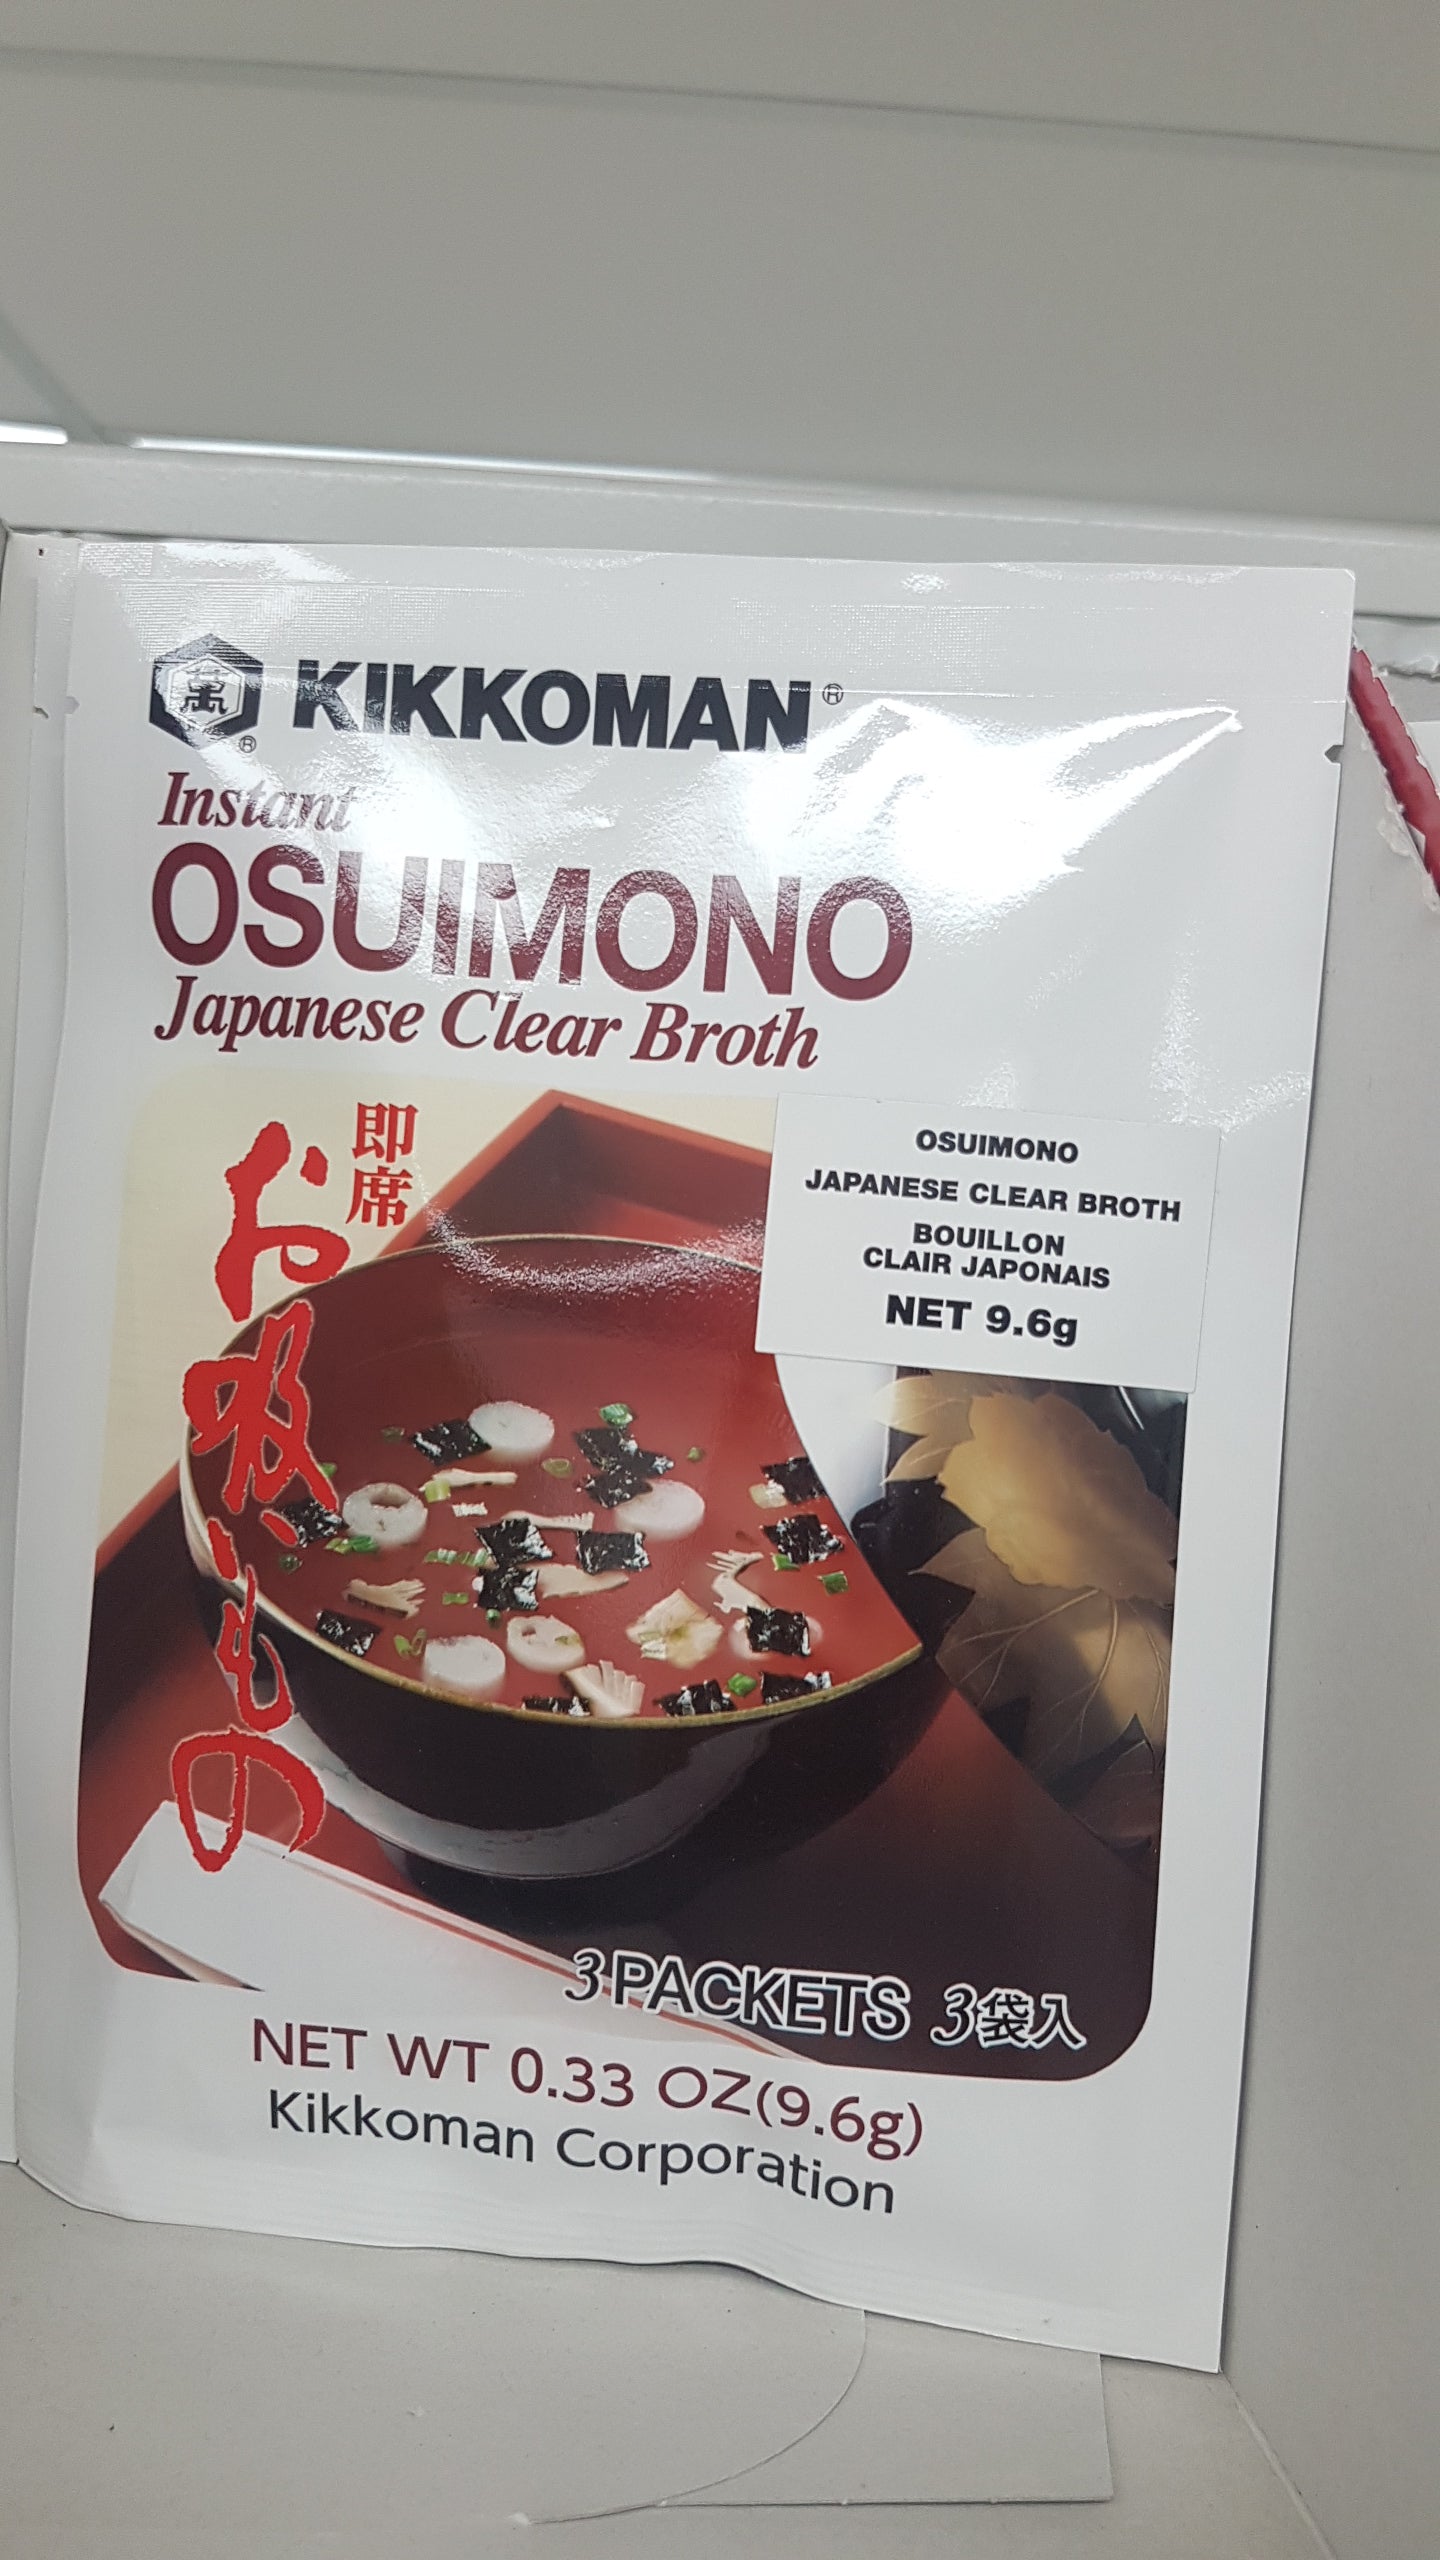 KIKKOMAN®
®
Instant
OSUIMONO
Japanese Clear Broth
即席
お吸いもの
OSUIMONO
JAPANESE CLEAR BROTH
BOUILLON
CLAIR JAPONAIS
NET 9.6g
3 PACKETS 3袋入
NET WT 0.33 OZ(9.6g)
Kikkoman Corporation